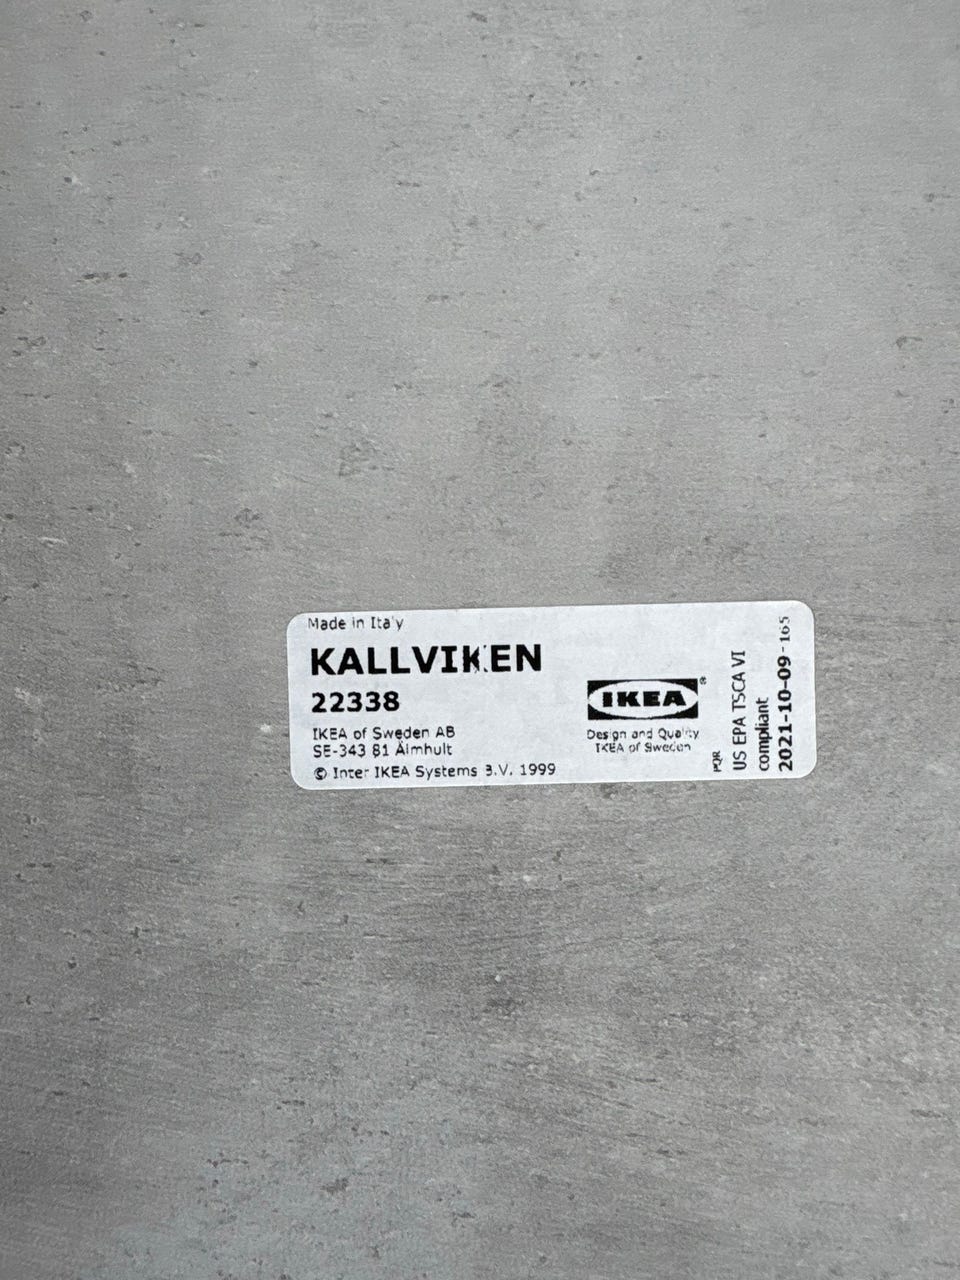 Made in Italy
KALLVIKEN
22338
IKEA of Sweden AB
SE-343 81 Älmhult
© Inter IKEA Systems B.V. 1999
IKEA®
Design and Quality
IKEA of Sweden
PQR
US EPA TSCA VI
compliant
2021-10-09-165